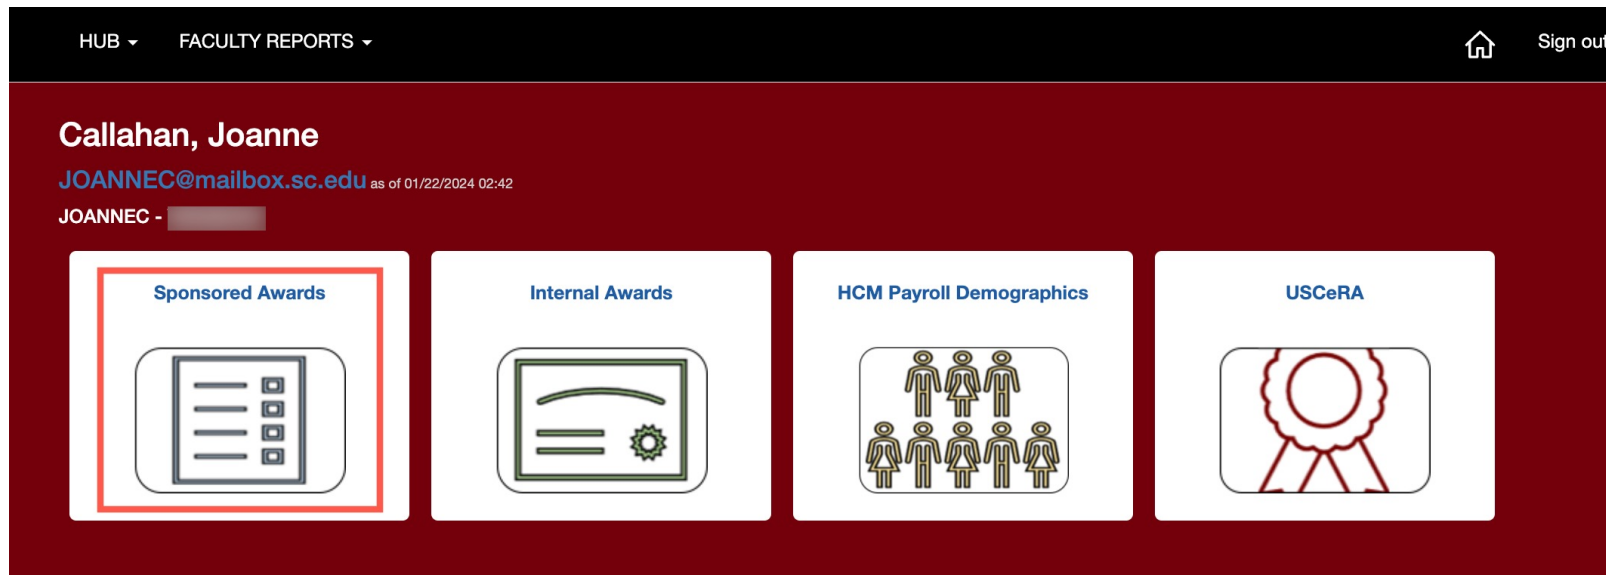 HUB FACULTY REPORTS Sign out
Callahan, Joanne
JOANNEC@mailbox.sc.edu as of 01/22/2024 02:42
JOANNEC -
Sponsored Awards
Internal Awards
HCM Payroll Demographics
USCeRA